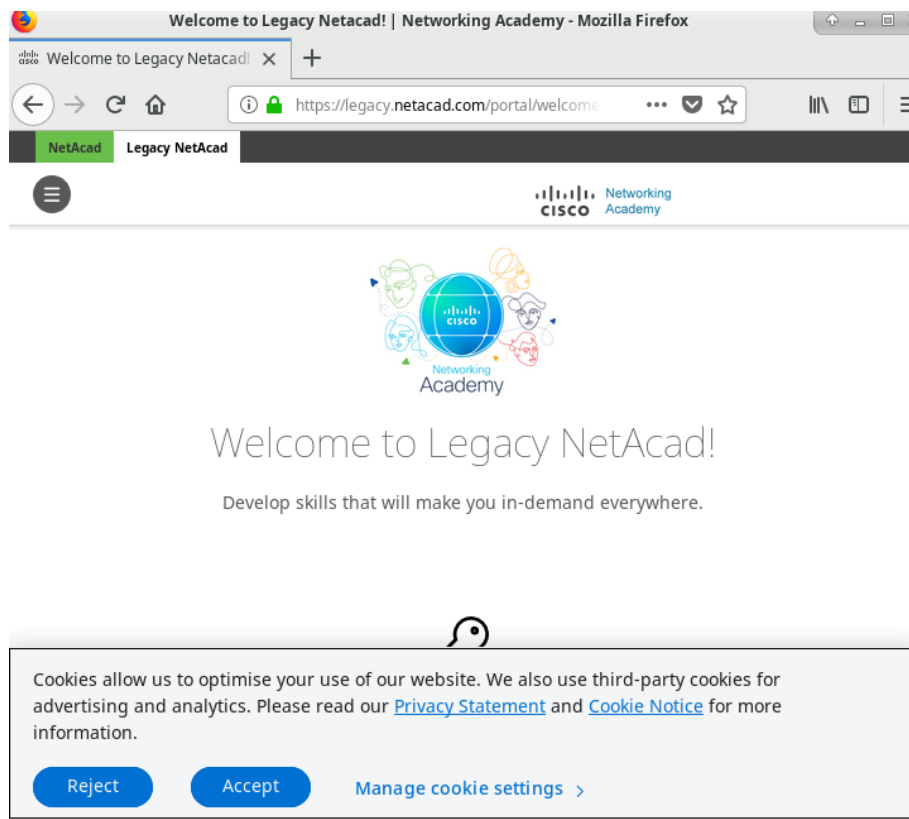 Welcome to Legacy Netacad! | Networking Academy - Mozilla Firefox
Welcome to Legacy Netacad!
https://legacy.netacad.com/portal/welcome
NetAcad Legacy NetAcad
CISCO Networking Academy
CISCO
Networking
Academy
Welcome to Legacy NetAcad!
Develop skills that will make you in-demand everywhere.
Cookies allow us to optimise your use of our website. We also use third-party cookies for
advertising and analytics. Please read our Privacy Statement and Cookie Notice for more
information.
Reject Accept Manage cookie settings >